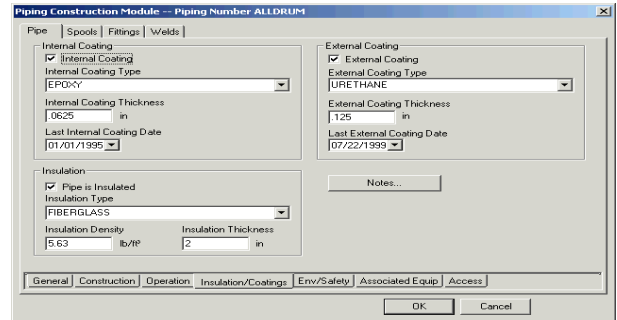 Piping Construction Module -- Piping Number ALLDRUM
Pipe Spools Fittings Welds
Internal Coating
Internal Coating
Internal Coating Type
EPOXY
Internal Coating Thickness
.0625 in
Last Internal Coating Date
01/01/1995
External Coating
External Coating
External Coating Type
URETHANE
External Coating Thickness
.125 in
Last External Coating Date
07/22/1999
Insulation
Pipe is Insulated
Insulation Type
FIBERGLASS
Insulation Density Insulation Thickness
5.63 lb/ft³ 2 in
Notes...
General Construction Operation Insulation/Coatings Env/Safety Associated Equip Access
OK Cancel